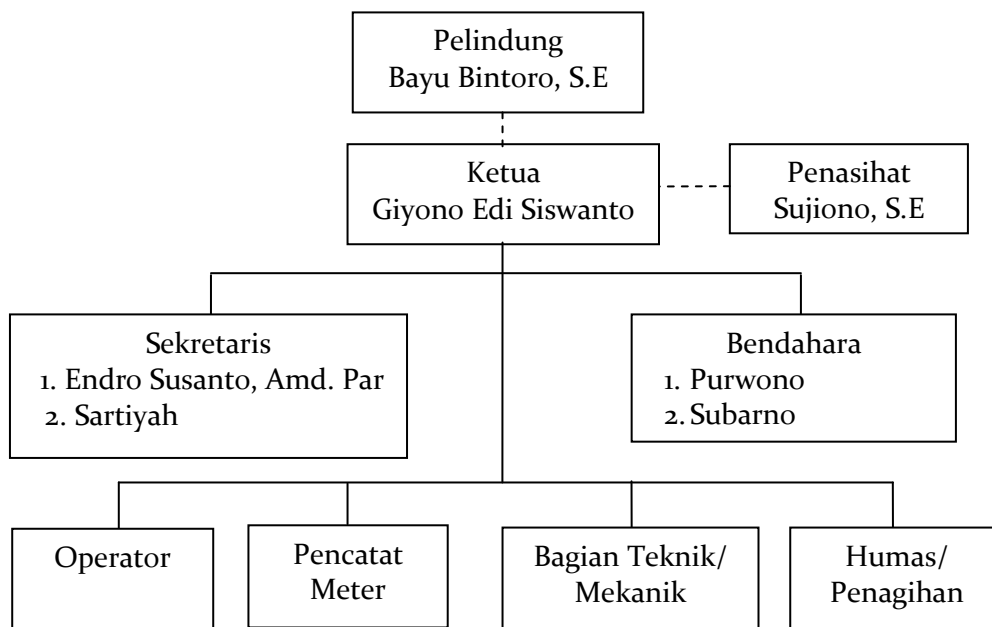 Pelindung
Bayu Bintoro, S.E
Ketua
Giyono Edi Siswanto
Penasihat
Sujiono, S.E
Sekretaris
1. Endro Susanto, Amd. Par
2. Sartiyah
Bendahara
1. Purwono
2. Subarno
Operator
Pencatat
Meter
Bagian Teknik/
Mekanik
Humas/
Penagihan